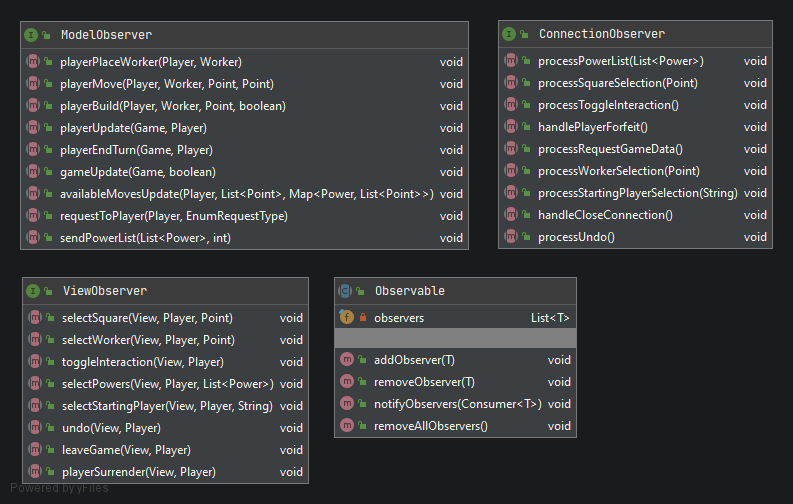 ModelObserver
playerPlaceWorker(Player, Worker) void
playerMove(Player, Worker, Point, Point) void
playerBuild(Player, Worker, Point, boolean) void
playerUpdate(Game, Player) void
playerEndTurn(Game, Player) void
gameUpdate(Game, boolean) void
availableMovesUpdate(Player, List<Point>, Map<Power, List<Point>>) void
requestToPlayer(Player, EnumRequestType) void
sendPowerList(List<Power>, int) void
ConnectionObserver
processPowerList(List<Power>) void
processSquareSelection(Point) void
processToggleInteraction() void
handlePlayerForfeit() void
processRequestGameData() void
processWorkerSelection(Point) void
processStartingPlayerSelection(String) void
handleCloseConnection() void
processUndo() void
ViewObserver
selectSquare(View, Player, Point) void
selectWorker(View, Player, Point) void
toggleInteraction(View, Player) void
selectPowers(View, Player, List<Power>) void
selectStartingPlayer(View, Player, String) void
undo(View, Player) void
leaveGame(View, Player) void
playerSurrender(View, Player) void
Observable
observers List<T>
addObserver(T) void
removeObserver(T) void
notifyObservers(Consumer<T>) void
removeAllObservers() void
Powered by yFiles